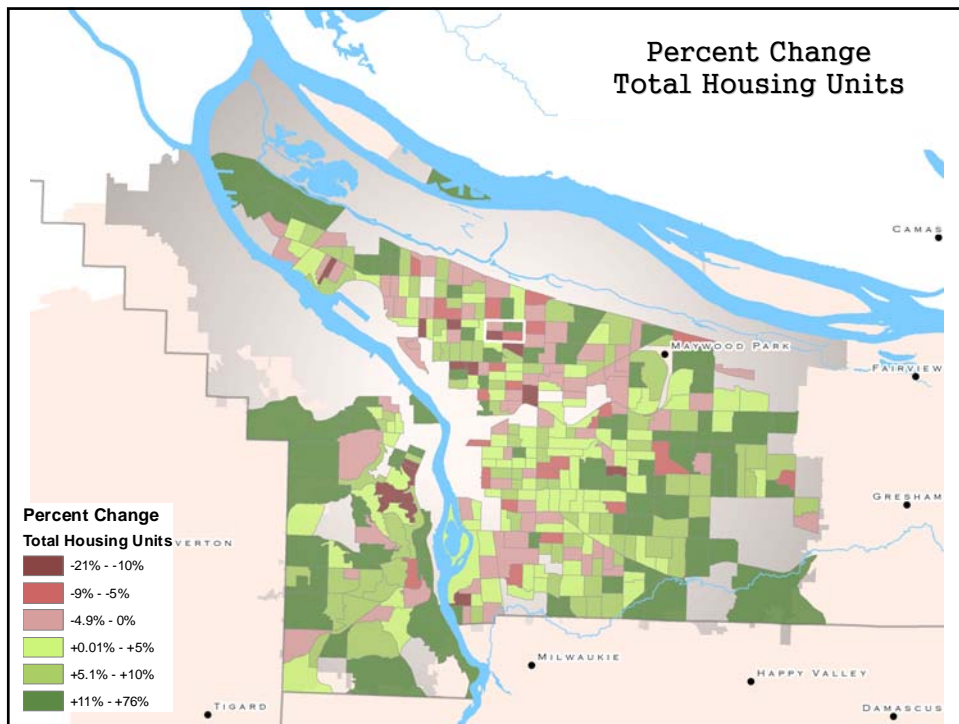 Percent Change
Total Housing Units
CAMAS
MAYWOOD PARK
FAIRVIEW
GRESHAM
Percent Change
Total Housing Units
VERTON
-21% - -10%
-9% - -5%
-4.9% - 0%
+0.01% - +5%
+5.1% - +10%
+11% - +76%
MILWAUKIE
HAPPY VALLEY
TIGARD
DAMASCUS